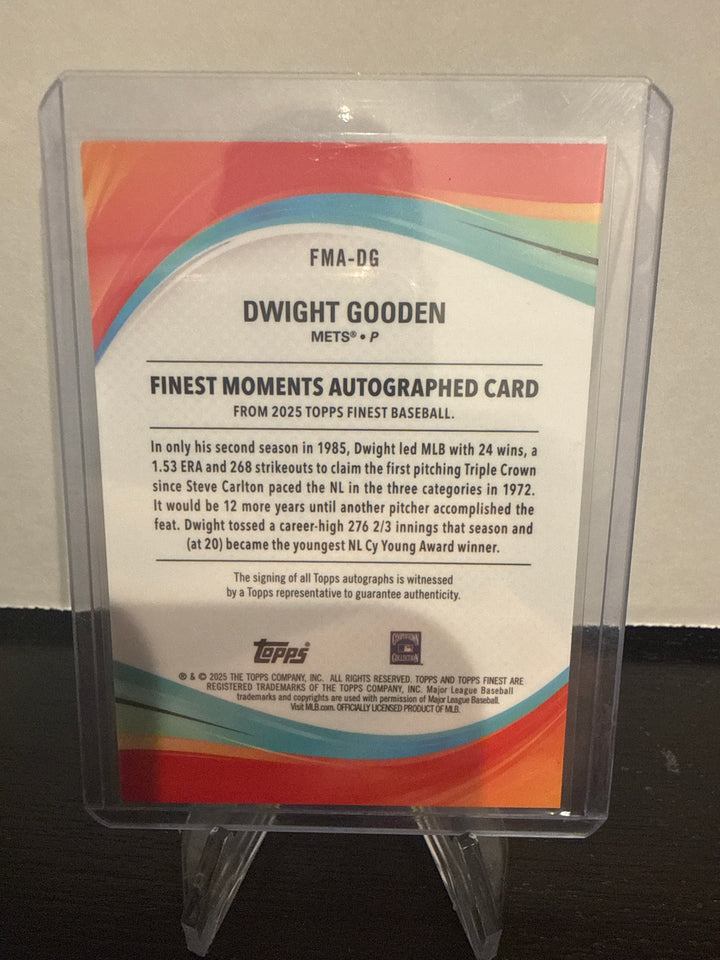 FMA-DG
DWIGHT GOODEN
METS® • P
FINEST MOMENTS AUTOGRAPHED CARD
FROM 2025 TOPPS FINEST BASEBALL.
In only his second season in 1985, Dwight led MLB with 24 wins, a
1.53 ERA and 268 strikeouts to claim the first pitching Triple Crown
since Steve Carlton paced the NL in the three categories in 1972.
It would be 12 more years until another pitcher accomplished the
feat. Dwight tossed a career-high 276 2/3 innings that season and
(at 20) became the youngest NL Cy Young Award winner.
The signing of all Topps autographs is witnessed
by a Topps representative to guarantee authenticity.
Topps®
COOPERSTOWN
COLLECTION
® & © 2025 THE TOPPS COMPANY, INC. ALL RIGHTS RESERVED. TOPPS AND TOPPS FINEST ARE
REGISTERED TRADEMARKS OF THE TOPPS COMPANY, INC. Major League Baseball
trademarks and copyrights are used with permission of Major League Baseball.
Visit MLB.com. OFFICIALLY LICENSED PRODUCT OF MLB.